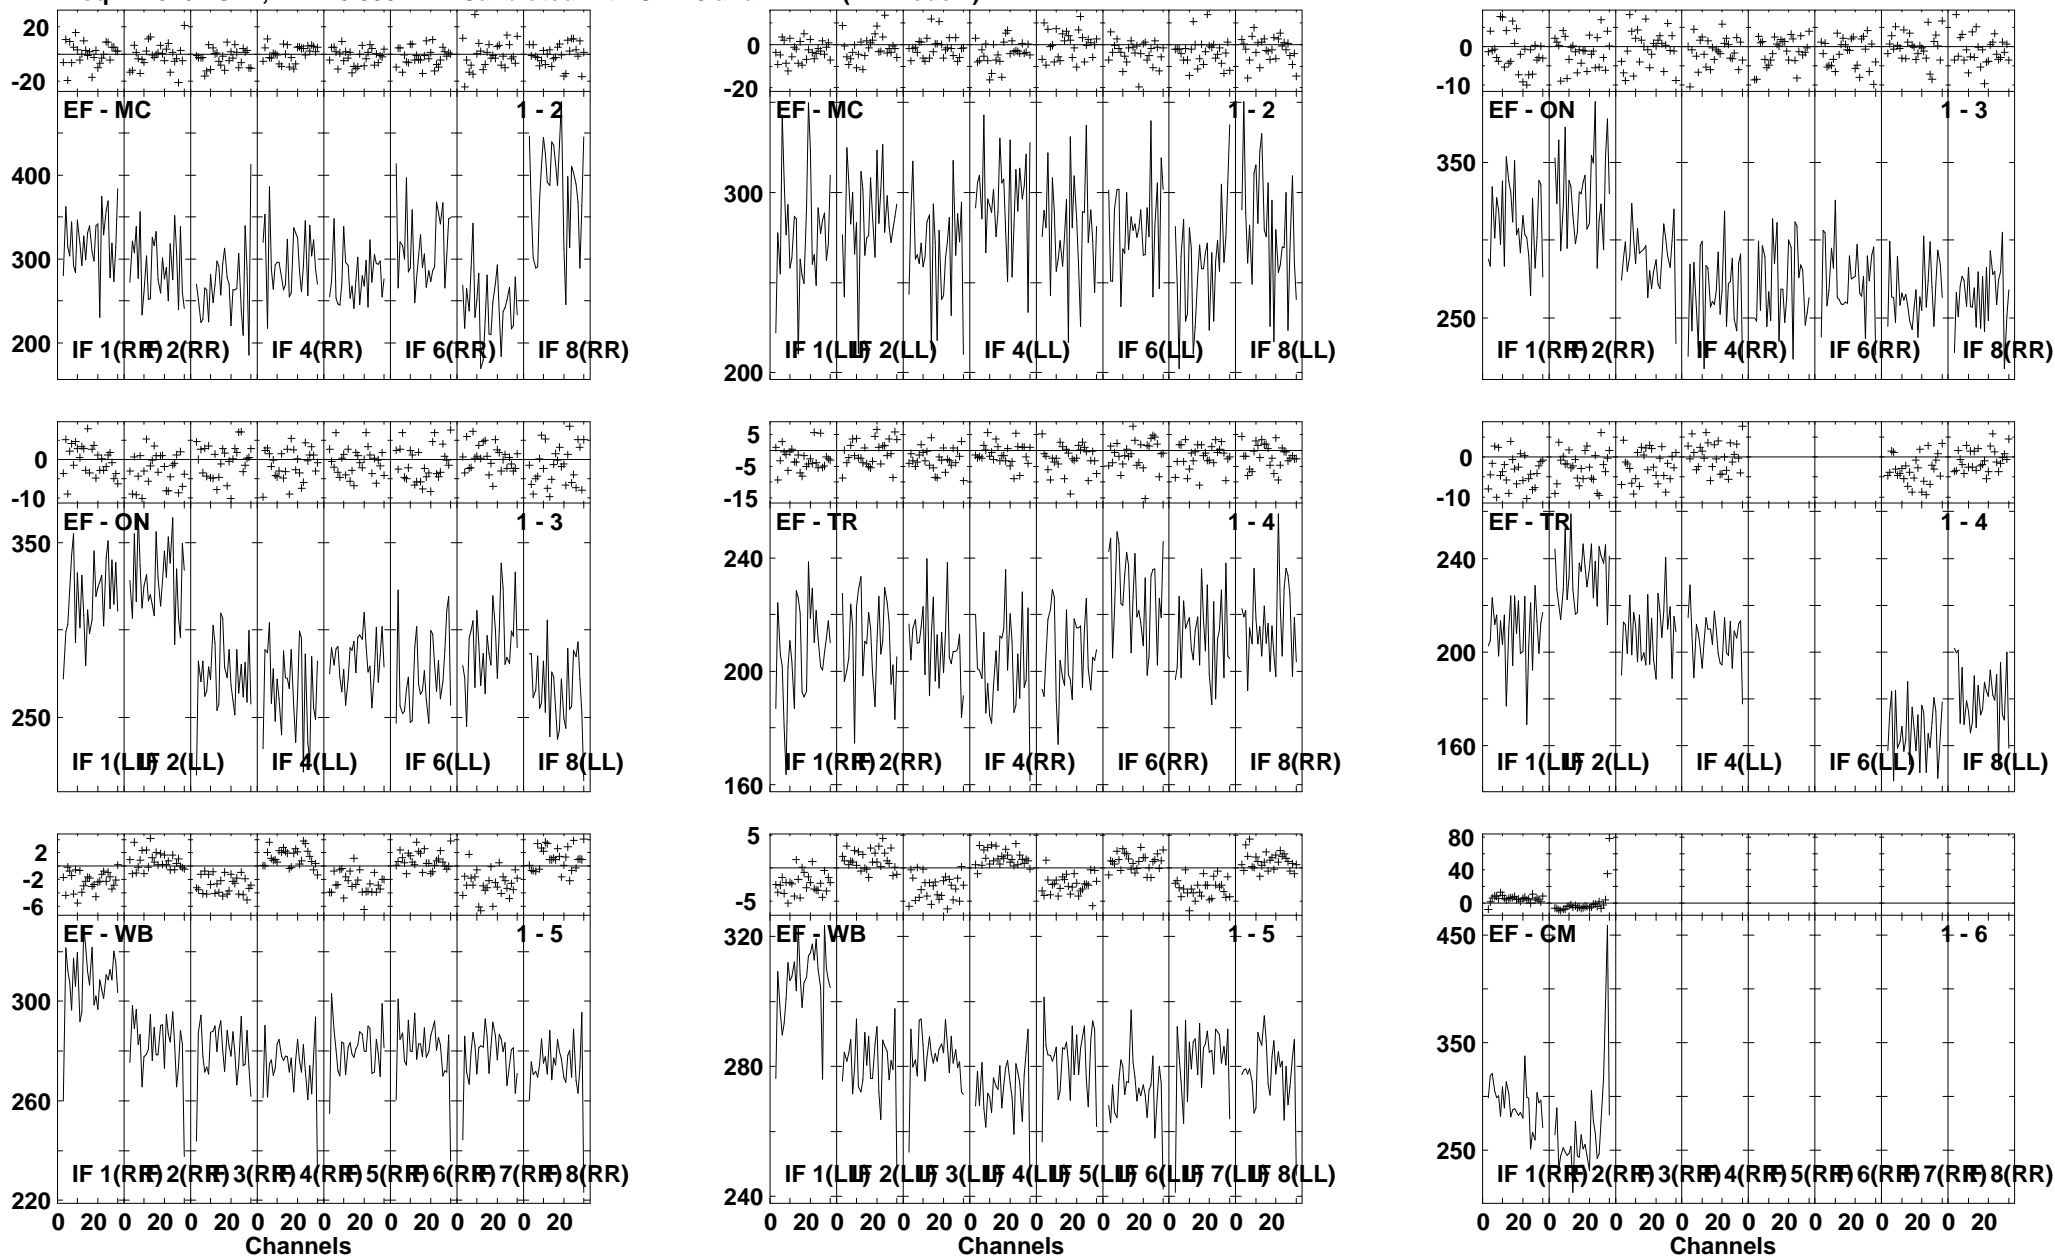 20
0
-20
EF - MC 1 - 2
400
300
200
IF 1(RR) IF 2(RR) IF 4(RR) IF 6(RR) IF 8(RR)
0
-20
EF - MC 1 - 2
300
200
IF 1(LL) IF 2(LL) IF 4(LL) IF 6(LL) IF 8(LL)
0
-10
EF - ON 1 - 3
350
250
IF 1(RR) IF 2(RR) IF 4(RR) IF 6(RR) IF 8(RR)
0
-10
EF - ON 1 - 3
350
250
IF 1(LL) IF 2(LL) IF 4(LL) IF 6(LL) IF 8(LL)
5
-5
-15
EF - TR 1 - 4
240
200
160
IF 1(RR) IF 2(RR) IF 4(RR) IF 6(RR) IF 8(RR)
0
-10
EF - TR 1 - 4
240
200
160
IF 1(LL) IF 2(LL) IF 4(LL) IF 6(LL) IF 8(LL)
2
-2
-6
EF - WB 1 - 5
300
260
220
IF 1(RR) IF 2(RR) IF 3(RR) IF 4(RR) IF 5(RR) IF 6(RR) IF 7(RR) IF 8(RR)
0 20 0 20 0 20 0 20 0 20 0 20 0 20 0 20
Channels
5
-5
EF - WB 1 - 5
320
280
240
IF 1(LL) IF 2(LL) IF 3(LL) IF 4(LL) IF 5(LL) IF 6(LL) IF 7(LL) IF 8(LL)
0 20 0 20 0 20 0 20 0 20 0 20 0 20 0 20
Channels
80
40
0
EF - CM 1 - 6
450
350
250
IF 1(RR) IF 2(RR) IF 3(RR) IF 4(RR) IF 5(RR) IF 6(RR) IF 7(RR) IF 8(RR)
0 20 0 20 0 20 0 20 0 20 0 20 0 20 0 20
Channels